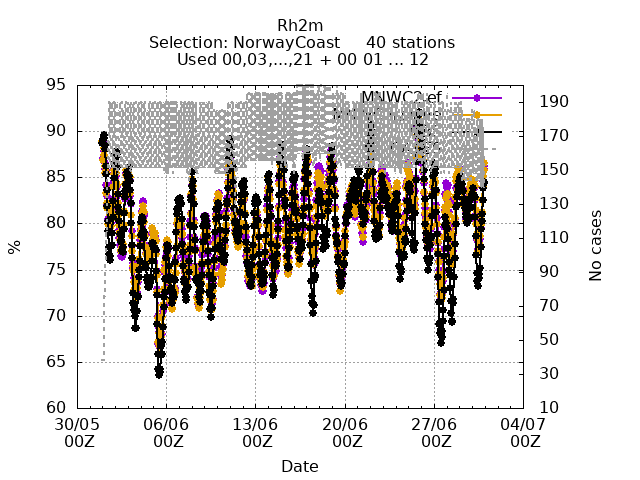 Rh2m
Selection: NorwayCoast 40 stations
Used 00,03,...,21 + 00 01 ... 12
95
90
85
80
75
70
65
60
%
190
170
150
130
110
90
70
50
30
10
No cases
30/05 06/06 13/06 20/06 27/06 04/07
00Z 00Z 00Z 00Z 00Z 00Z
Date